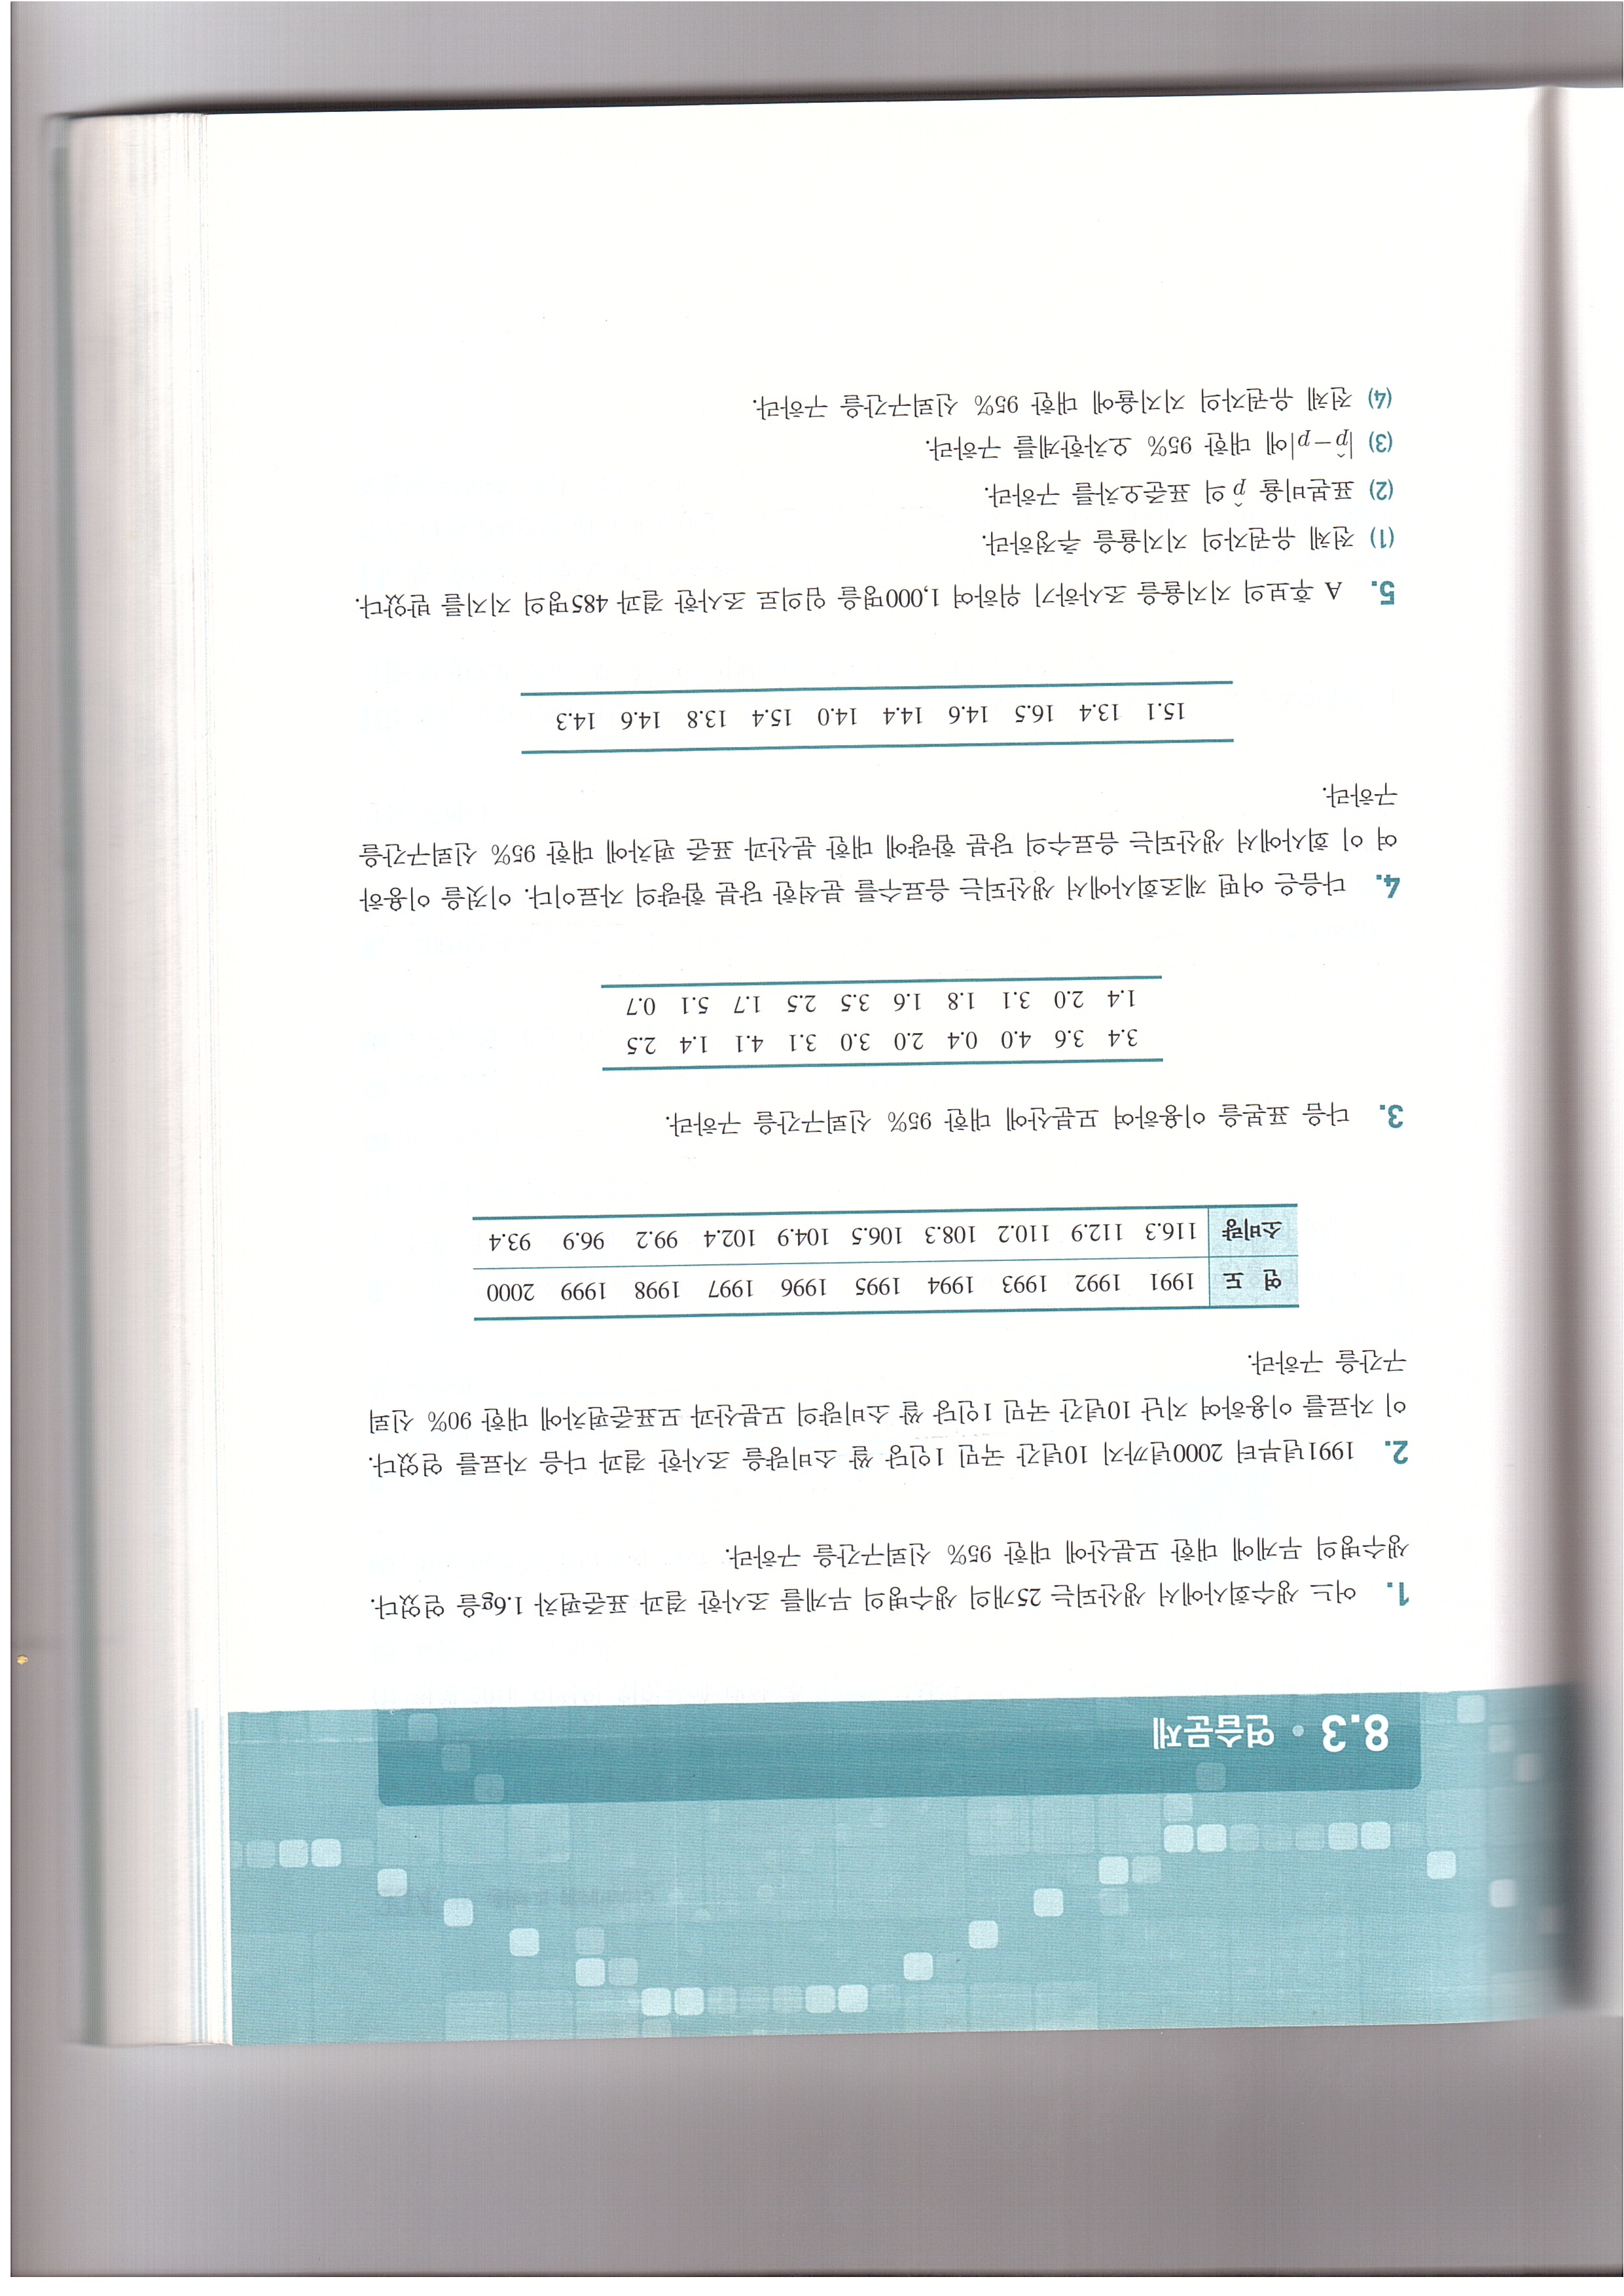 8.3 • 연습문제
1. 어느 생수회사에서 생산되는 25개의 생수병의 무게를 조사한 결과 표준편차 1.6g을 얻었다.
생수병의 무게에 대한 모분산에 대한 95% 신뢰구간을 구하라.
2. 1991년부터 2000년까지 10년간 국민 1인당 쌀 소비량을 조사한 결과 다음 자료를 얻었다.
이 자료를 이용하여 지난 10년간 국민 1인당 쌀 소비량의 모분산과 모표준편차에 대한 90% 신뢰
구간을 구하라.
연 도 1991 1992 1993 1994 1995 1996 1997 1998 1999 2000
소비량 116.3 112.9 110.2 108.3 106.5 104.9 102.4 99.2 96.9 93.4
3. 다음 표본을 이용하여 모분산에 대한 95% 신뢰구간을 구하라.
3.4 3.6 4.0 0.4 2.0 3.0 3.1 4.1 1.4 2.5
1.4 2.0 3.1 1.8 1.6 3.5 2.5 1.7 5.1 0.7
4. 다음은 어떤 제조회사에서 생산되는 음료수를 분석한 당분 함량의 자료이다. 이것을 이용하
여 이 회사에서 생산되는 음료수의 당분 함량에 대한 분산과 표준 편차에 대한 95% 신뢰구간을
구하라.
15.1 13.4 16.5 14.6 14.4 14.0 15.4 13.8 14.6 14.3
5. A 후보의 지지율을 조사하기 위하여 1,000명을 임의로 조사한 결과 485명의 지지를 받았다.
(1) 전체 유권자의 지지율을 추정하라.
(2) 표본비율 p̂의 표준오차를 구하라.
(3) |p̂−p|에 대한 95% 오차한계를 구하라.
(4) 전체 유권자의 지지율에 대한 95% 신뢰구간을 구하라.